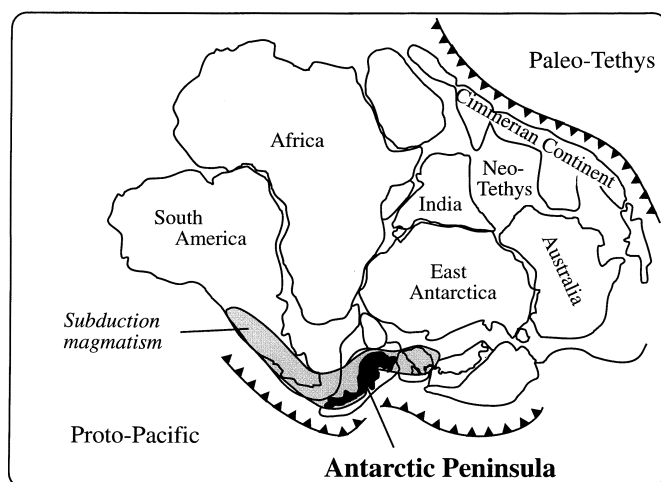 Paleo-Tethys
Cimmerian Continent
Africa
Neo-
Tethys
India
South
America
East
Antarctica
Australia
Subduction
magmatism
Proto-Pacific
Antarctic Peninsula